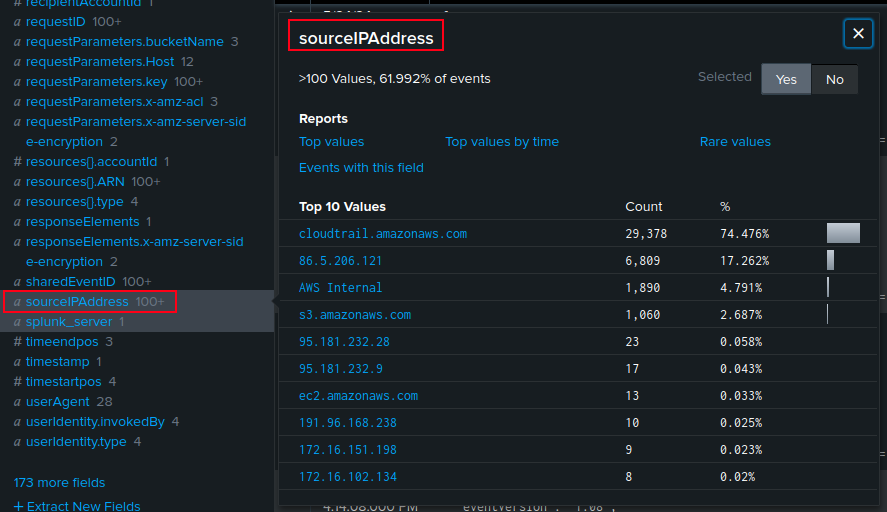 # recipientAccountId 1
a requestID 100+
a requestParameters.bucketName 3
a requestParameters.Host 12
a requestParameters.key 100+
a requestParameters.x-amz-acl 3
a requestParameters.x-amz-server-sid
e-encryption 2
# resources{}.accountId 1
a resources{}.ARN 100+
a resources{}.type 4
a responseElements 1
a responseElements.x-amz-server-sid
e-encryption 2
a sharedEventID 100+
a sourceIPAddress 100+
a splunk_server 1
# timeendpos 3
a timestamp 1
# timestartpos 4
a userAgent 28
a userIdentity.invokedBy 4
a userIdentity.type 4
173 more fields
+ Extract New Fields
sourceIPAddress
>100 Values, 61.992% of events
Selected Yes No
Reports
Top values Top values by time Rare values
Events with this field
Top 10 Values Count %
cloudtrail.amazonaws.com 29,378 74.476%
86.5.206.121 6,809 17.262%
AWS Internal 1,890 4.791%
s3.amazonaws.com 1,060 2.687%
95.181.232.28 23 0.058%
95.181.232.9 17 0.043%
ec2.amazonaws.com 13 0.033%
191.96.168.238 10 0.025%
172.16.151.198 9 0.023%
172.16.102.134 8 0.02%
4:14:08.000 PM eventVersion : 1.08 ,